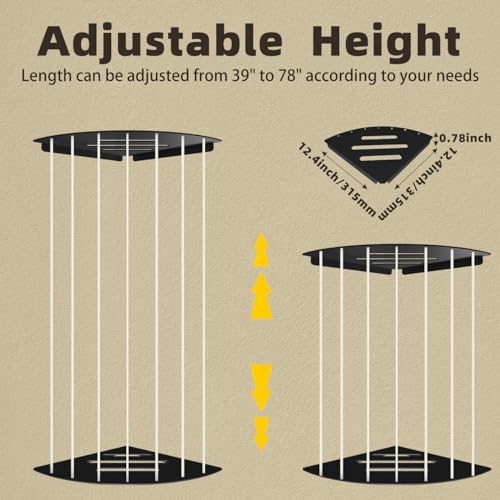 Adjustable Height
Length can be adjusted from 39" to 78" according to your needs
0.78inch
12.4inch/315mm
12.4inch/315mm